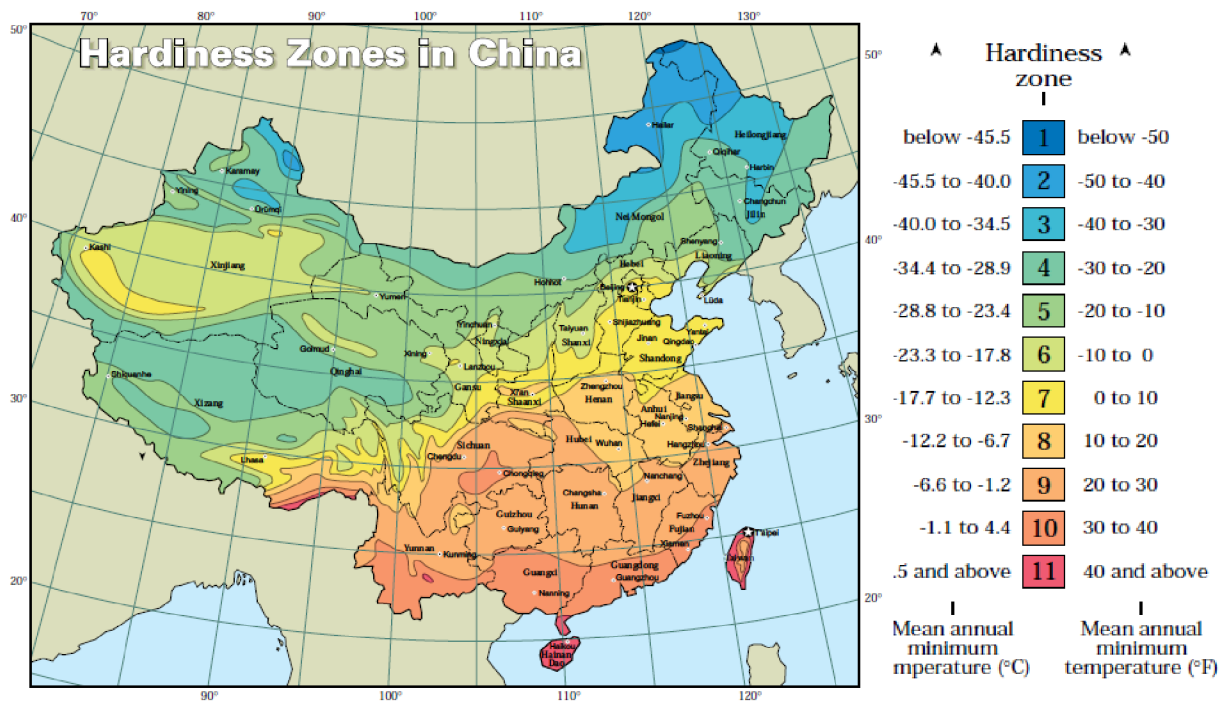 70° 80° 90° 100° 110° 120° 130°
50°
Hardiness Zones in China
50°
40°
40°
30°
30°
20°
20°
90° 100° 110° 120°
Hailar
Heilongjiang
Qiqihar
Harbin
Changchun
Jilin
Nei Mongol
Shenyang
Liaoning
Karamay
Yining
Ürümqi
Kashi
Xinjiang
Hebei
Hohhot
Beijing
Tianjin
Lüda
Yumen
Yinchuan
Taiyuan
Shijiazhuang
Yantai
Ningxia
Shanxi
Jinan
Qingdao
Golmud
Xining
Shandong
Lanzhou
Qinghai
Shiquanhe
Gansu
Xi'an
Shaanxi
Zhengzhou
Henan
Jiangsu
Xizang
Anhui
Nanjing
Hefei
Shanghai
Sichuan
Hubei
Wuhan
Hangzhou
Lhasa
Chengdu
Zhejiang
Chongqing
Nanchang
Changsha
Hunan
Jiangxi
Guizhou
Guiyang
Fuzhou
Fujian
Taipei
Yunnan
Kunming
Xiamen
Taiwan
Guangxi
Guangdong
Guangzhou
Nanning
Haikou
Hainan
Dao
Hardiness
zone
below -45.5 1 below -50
-45.5 to -40.0 2 -50 to -40
-40.0 to -34.5 3 -40 to -30
-34.4 to -28.9 4 -30 to -20
-28.8 to -23.4 5 -20 to -10
-23.3 to -17.8 6 -10 to 0
-17.7 to -12.3 7 0 to 10
-12.2 to -6.7 8 10 to 20
-6.6 to -1.2 9 20 to 30
-1.1 to 4.4 10 30 to 40
.5 and above 11 40 and above
Mean annual
minimum
mperature (°C)
Mean annual
minimum
temperature (°F)